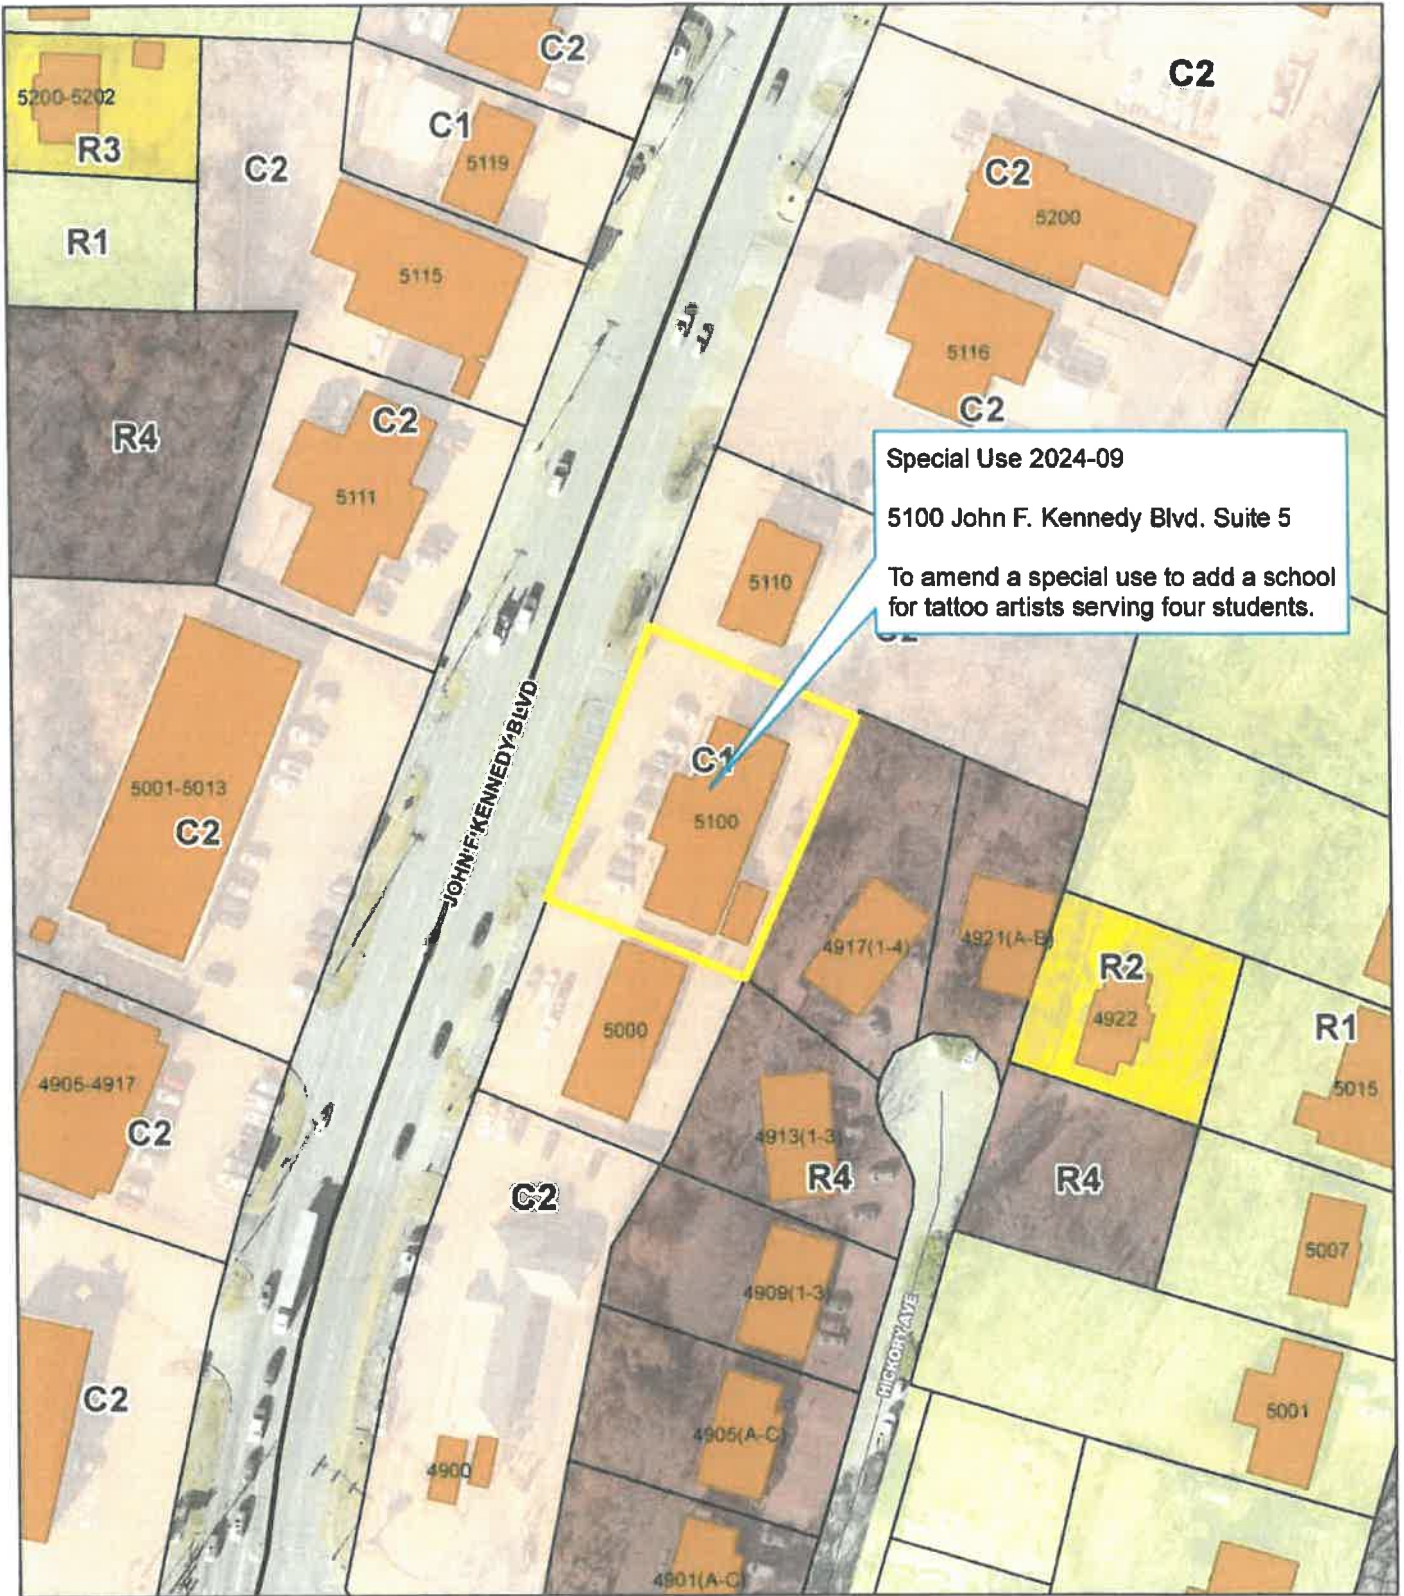 C2
C2
5200-5202
C1
R3
5119
C2
C2
5200
R1
5115
5116
C2
C2
R4
5111
Special Use 2024-09
5100 John F. Kennedy Blvd. Suite 5
To amend a special use to add a school
for tattoo artists serving four students.
5110
C2
JOHN F KENNEDY BLVD
C1
5001-5013
5100
C2
4917(1-4)
4921(A-B)
R2
4922
5000
R1
4905-4917
5015
C2
4913(1-3)
R4
R4
C2
5007
4909(1-3)
HICKORY AVE
C2
5001
4905(A-C)
4900
4901(A-C)